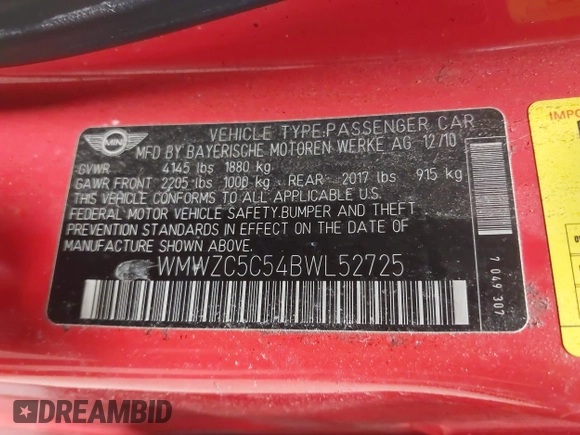 MINI
VEHICLE TYPE:PASSENGER CAR
MFD BY BAYERISCHE MOTOREN WERKE AG 12/10
GVWR 4145 lbs 1880 kg
GAWR FRONT 2205 lbs 1000 kg REAR 2017 lbs 915 kg
THIS VEHICLE CONFORMS TO ALL APPLICABLE U.S.
FEDERAL MOTOR VEHICLE SAFETY,BUMPER AND THEFT
PREVENTION STANDARDS IN EFFECT ON THE DATE OF
MANUFACTURE SHOWN ABOVE.
WMWZC5C54BWL52725
7 049 307
IMPO
DREAMBID